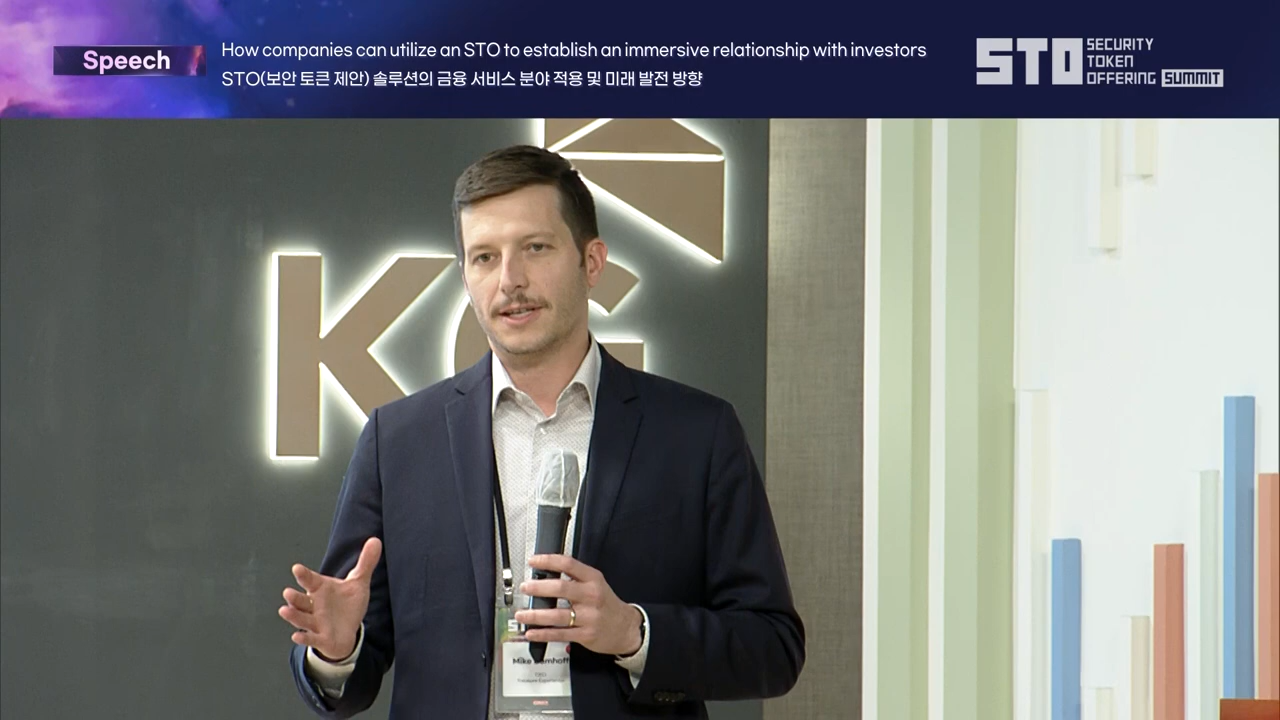 Speech
How companies can utilize an STO to establish an immersive relationship with investors
STO(보안 토큰 제안) 솔루션의 금융 서비스 분야 적용 및 미래 발전 방향
STO SECURITY
TOKEN
OFFERING SUMMIT
KG
Mike